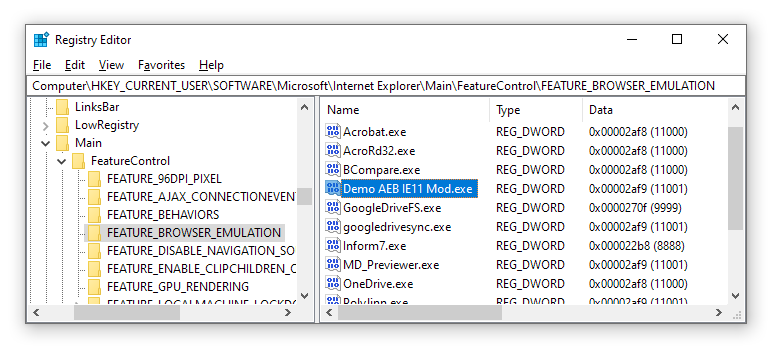 Registry Editor
File Edit View Favorites Help
Computer\HKEY_CURRENT_USER\SOFTWARE\Microsoft\Internet Explorer\Main\FeatureControl\FEATURE_BROWSER_EMULATION
LinksBar
LowRegistry
Main
FeatureControl
FEATURE_96DPI_PIXEL
FEATURE_AJAX_CONNECTIONEVEN
FEATURE_BEHAVIORS
FEATURE_BROWSER_EMULATION
FEATURE_DISABLE_NAVIGATION_SO
FEATURE_ENABLE_CLIPCHILDREN_O
FEATURE_GPU_RENDERING
FEATURE_LOCALMACHINE_LOCKD
Name Type Data
Acrobat.exe REG_DWORD 0x00002af8 (11000)
AcroRd32.exe REG_DWORD 0x00002af8 (11000)
BCompare.exe REG_DWORD 0x00002af8 (11000)
Demo AEB IE11 Mod.exe REG_DWORD 0x00002af9 (11001)
GoogleDriveFS.exe REG_DWORD 0x0000270f (9999)
googledrivesync.exe REG_DWORD 0x00002af9 (11001)
Inform7.exe REG_DWORD 0x000022b8 (8888)
MD_Previewer.exe REG_DWORD 0x00002af9 (11001)
OneDrive.exe REG_DWORD 0x00002af8 (11000)
REG_DWORD 0x00002af9 (11001)